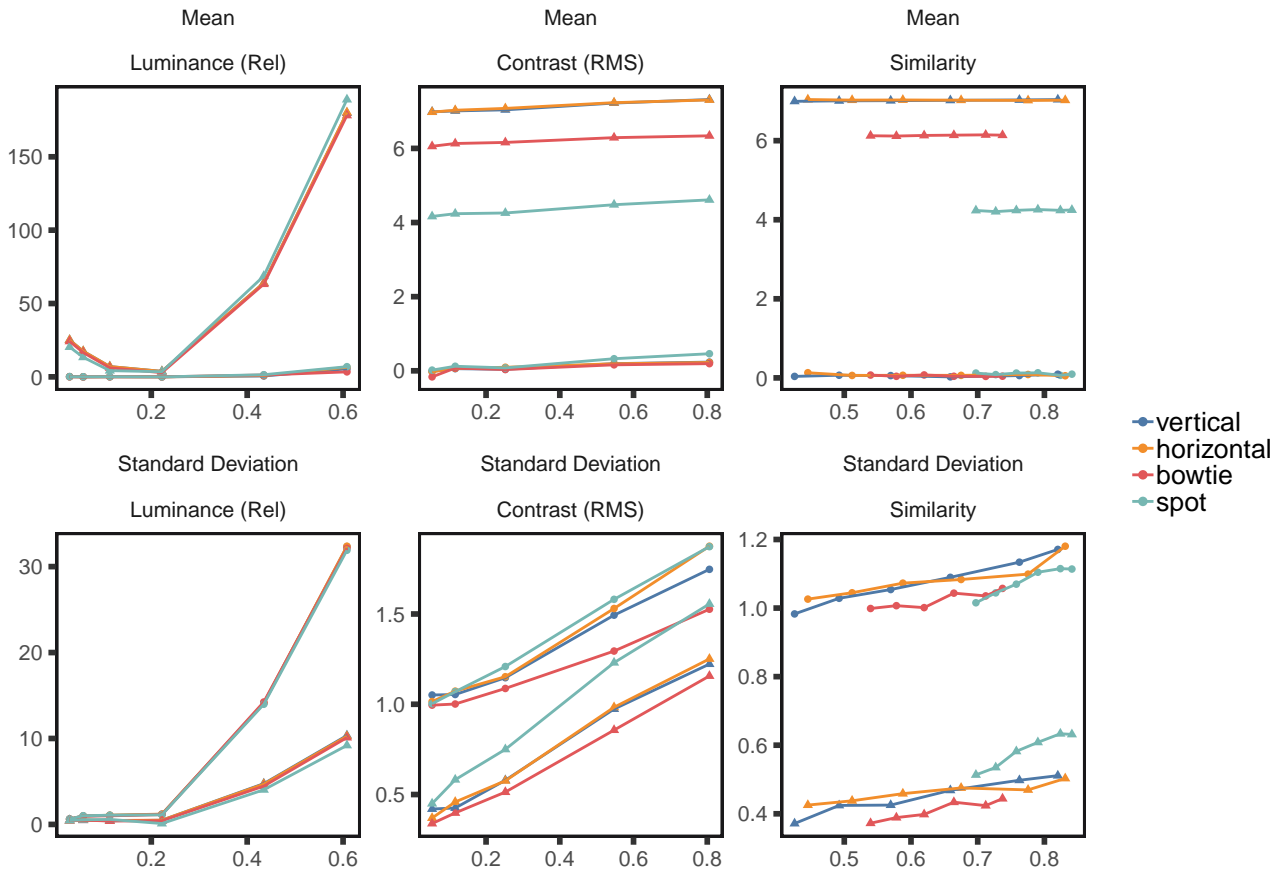 Mean Mean Mean
Luminance (Rel) Contrast (RMS) Similarity
150
100
50
0
6
4
2
0
6
4
2
0
0.2 0.4 0.6 0.2 0.4 0.6 0.8 0.5 0.6 0.7 0.8
vertical
horizontal
bowtie
spot
Standard Deviation Standard Deviation Standard Deviation
Luminance (Rel) Contrast (RMS) Similarity
30
20
10
0
1.5
1.0
0.5
1.2
1.0
0.8
0.6
0.4
0.2 0.4 0.6 0.2 0.4 0.6 0.8 0.5 0.6 0.7 0.8